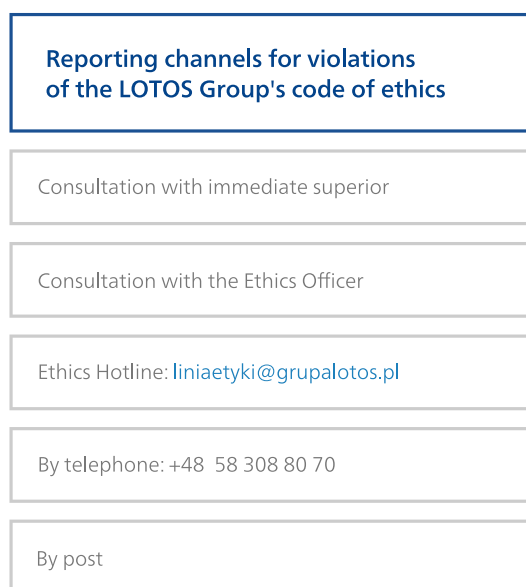 Reporting channels for violations
of the LOTOS Group's code of ethics
Consultation with immediate superior
Consultation with the Ethics Officer
Ethics Hotline: liniaetyki@grupalotos.pl
By telephone: +48 58 308 80 70
By post